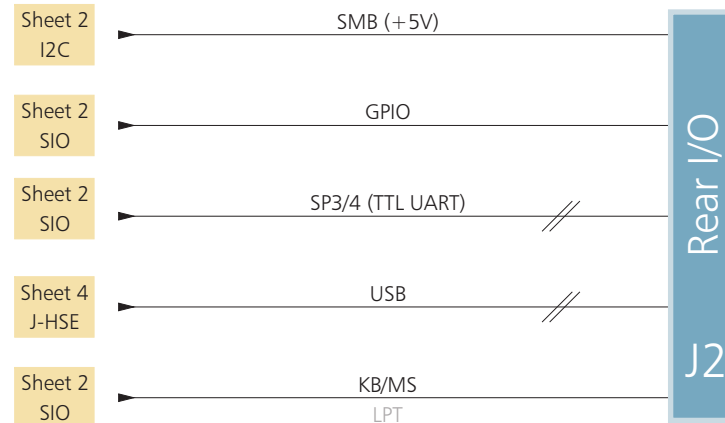 Sheet 2
I2C
SMB (+5V)
Sheet 2
SIO
GPIO
Sheet 2
SIO
SP3/4 (TTL UART)
Sheet 4
J-HSE
USB
Sheet 2
SIO
KB/MS
LPT
Rear I/O
J2